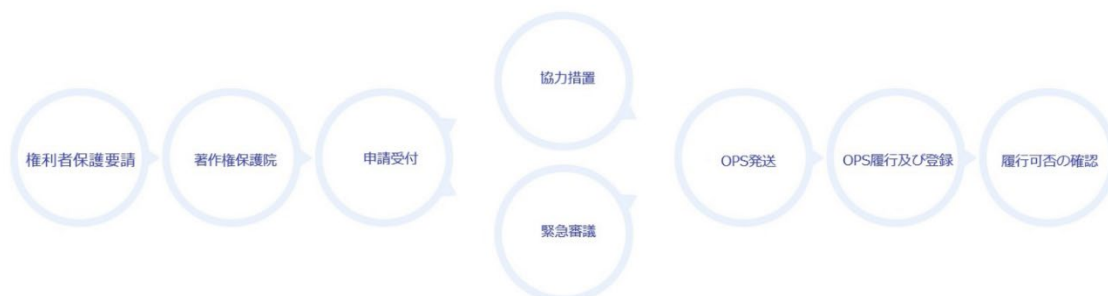 権利者保護要請
著作権保護院
申請受付
協力措置
緊急審議
OPS発送
OPS履行及び登録
履行可否の確認